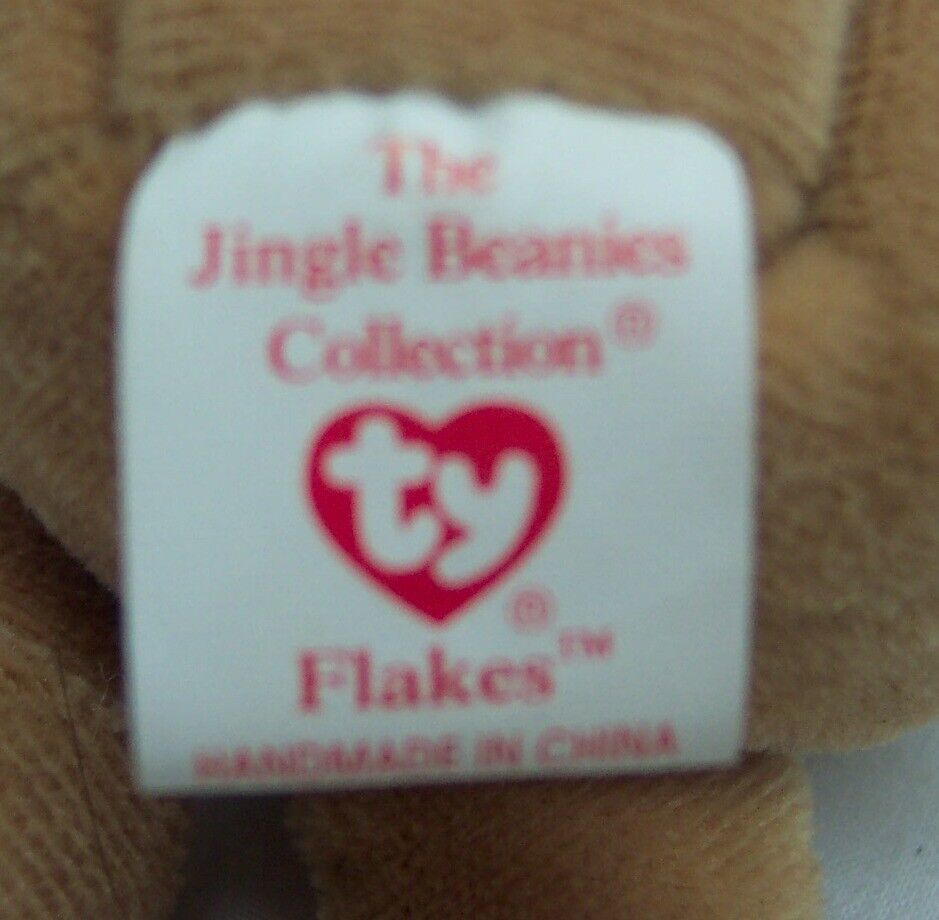 The
Jingle Beanies
Collection®
ty®
Flakes™
HANDMADE IN CHINA